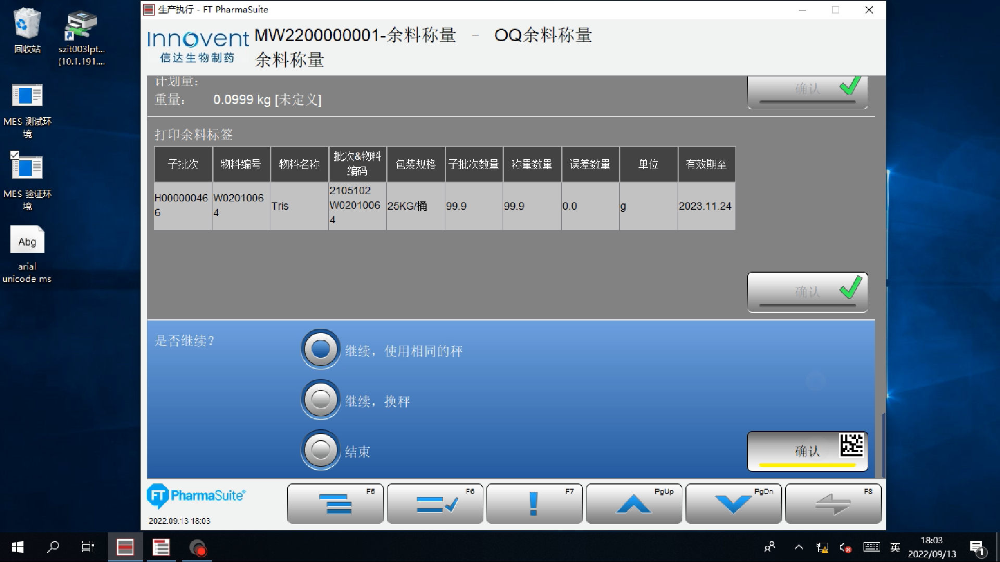 生产执行 - FT PharmaSuite
回收站
szit003lpt...
(10.1.191....
MES 测试环
境
MES 验证环
境
Abg
arial
unicode ms
Innovent
信达生物制药
MW2200000001-余料称量 - OQ余料称量
余料称量
计划量:
重量: 0.0999 kg [未定义]
确认
打印余料标签
子批次 物料编号 物料名称 批次&物料编码 包装规格 子批次数量 称量数量 误差数量 单位 有效期至
H000000466 W02010064 Tris 2105102 W02010064 25KG/桶 99.9 99.9 0.0 g 2023.11.24
确认
是否继续?
继续，使用相同的秤
继续，换秤
结束
确认
FT PharmaSuite®
2022.09.13 18:03
F5 F6 F7 PgUp PgDn F8
英
18:03
2022/09/13
1